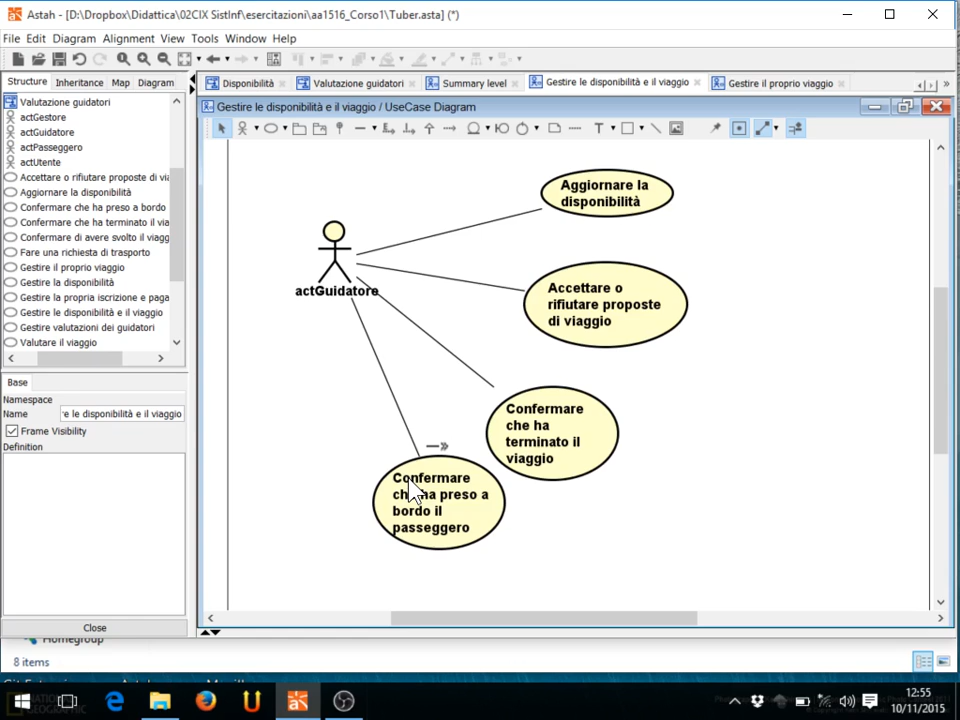 Astah - [D:\Dropbox\Didattica\02CIX SistInf\esercitazioni\aa1516_Corso1\Tuber.asta] (*)
File Edit Diagram Alignment View Tools Window Help
Structure Inheritance Map Diagram
Disponibilità Valutazione guidatori Summary level Gestire le disponibilità e il viaggio Gestire il proprio viaggio
Gestire le disponibilità e il viaggio / UseCase Diagram
Valutazione guidatori
actGestore
actGuidatore
actPasseggero
actUtente
Accettare o rifiutare proposte di via
Aggiornare la disponibilità
Confermare che ha preso a bordo
Confermare che ha terminato il via
Confermare di avere svolto il viagg
Fare una richiesta di trasporto
Gestire il proprio viaggio
Gestire la disponibilità
Gestire la propria iscrizione e paga
Gestire le disponibilità e il viaggio
Gestire valutazioni dei guidatori
Valutare il viaggio
Base
Namespace
Name 'e le disponibilità e il viaggio
Frame Visibility
Definition
Close
actGuidatore
Aggiornare la
disponibilità
Accettare o
rifiutare proposte
di viaggio
Confermare
che ha
terminato il
viaggio
Confermare
che ha preso a
bordo il
passeggero
Homegroup
8 items
12:55
10/11/2015